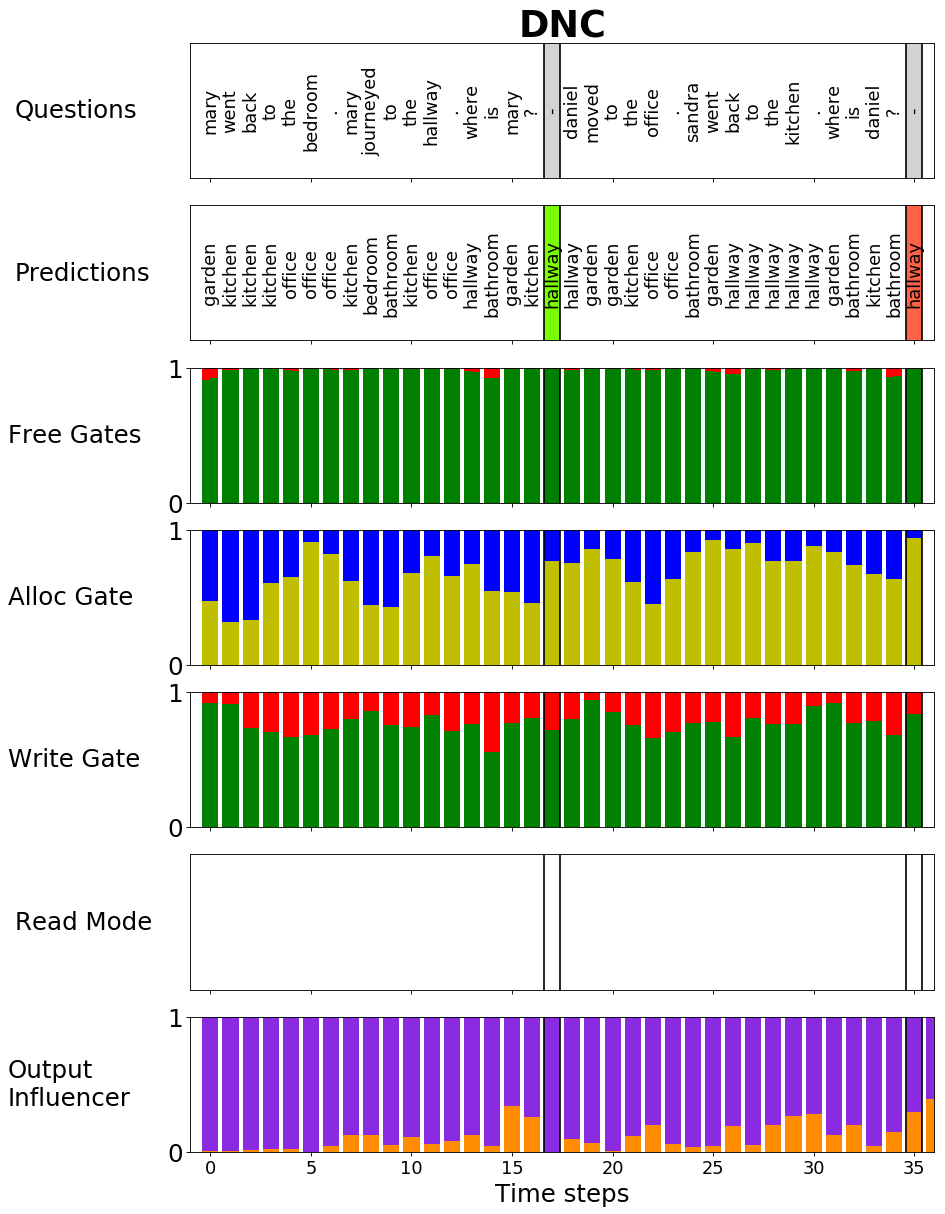 DNC
Questions
mary
went
back
to
the
bedroom
.
mary
journeyed
to
the
hallway
.
where
is
mary
?
-
daniel
moved
to
the
office
.
sandra
went
back
to
the
kitchen
.
where
is
daniel
?
-
Predictions
garden
kitchen
kitchen
kitchen
office
office
office
kitchen
bedroom
bathroom
kitchen
office
office
hallway
bathroom
garden
kitchen
hallway
hallway
garden
garden
kitchen
office
office
bathroom
garden
hallway
hallway
hallway
hallway
hallway
garden
bathroom
kitchen
bathroom
hallway
1
Free Gates
0
1
Alloc Gate
0
1
Write Gate
0
Read Mode
1
Output
Influencer
0
0 5 10 15 20 25 30 35
Time steps